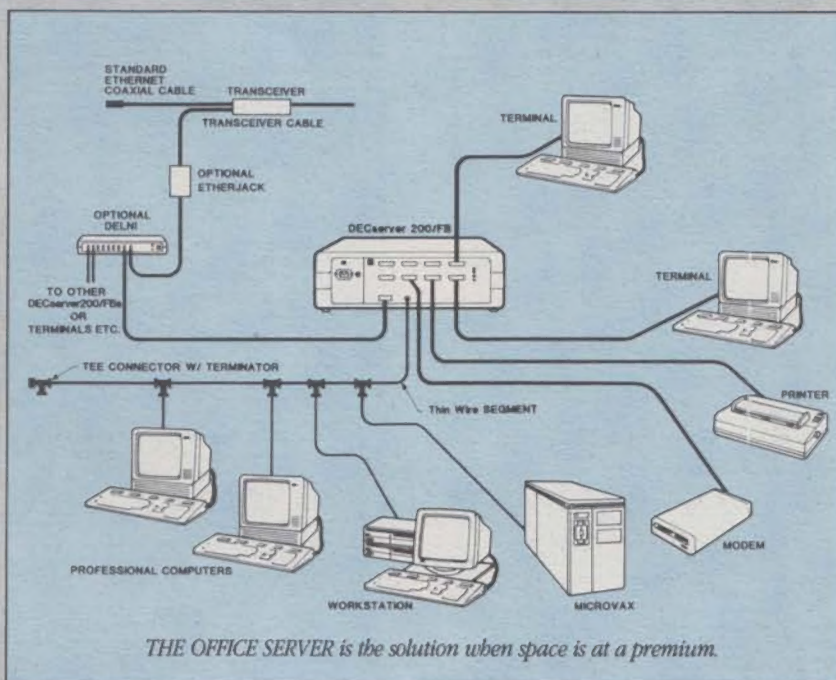 STANDARD
ETHERNET
COAXIAL CABLE
TRANSCEIVER
TRANSCEIVER CABLE
TERMINAL
OPTIONAL
ETHERJACK
OPTIONAL
DELNI
DECserver 200/FB
TO OTHER
DECserver200/FBs
OR
TERMINALS ETC.
TERMINAL
TEE CONNECTOR W/ TERMINATOR
Thin Wire SEGMENT
PRINTER
PROFESSIONAL COMPUTERS
WORKSTATION
MICROVAX
MODEM
THE OFFICE SERVER is the solution when space is at a premium.